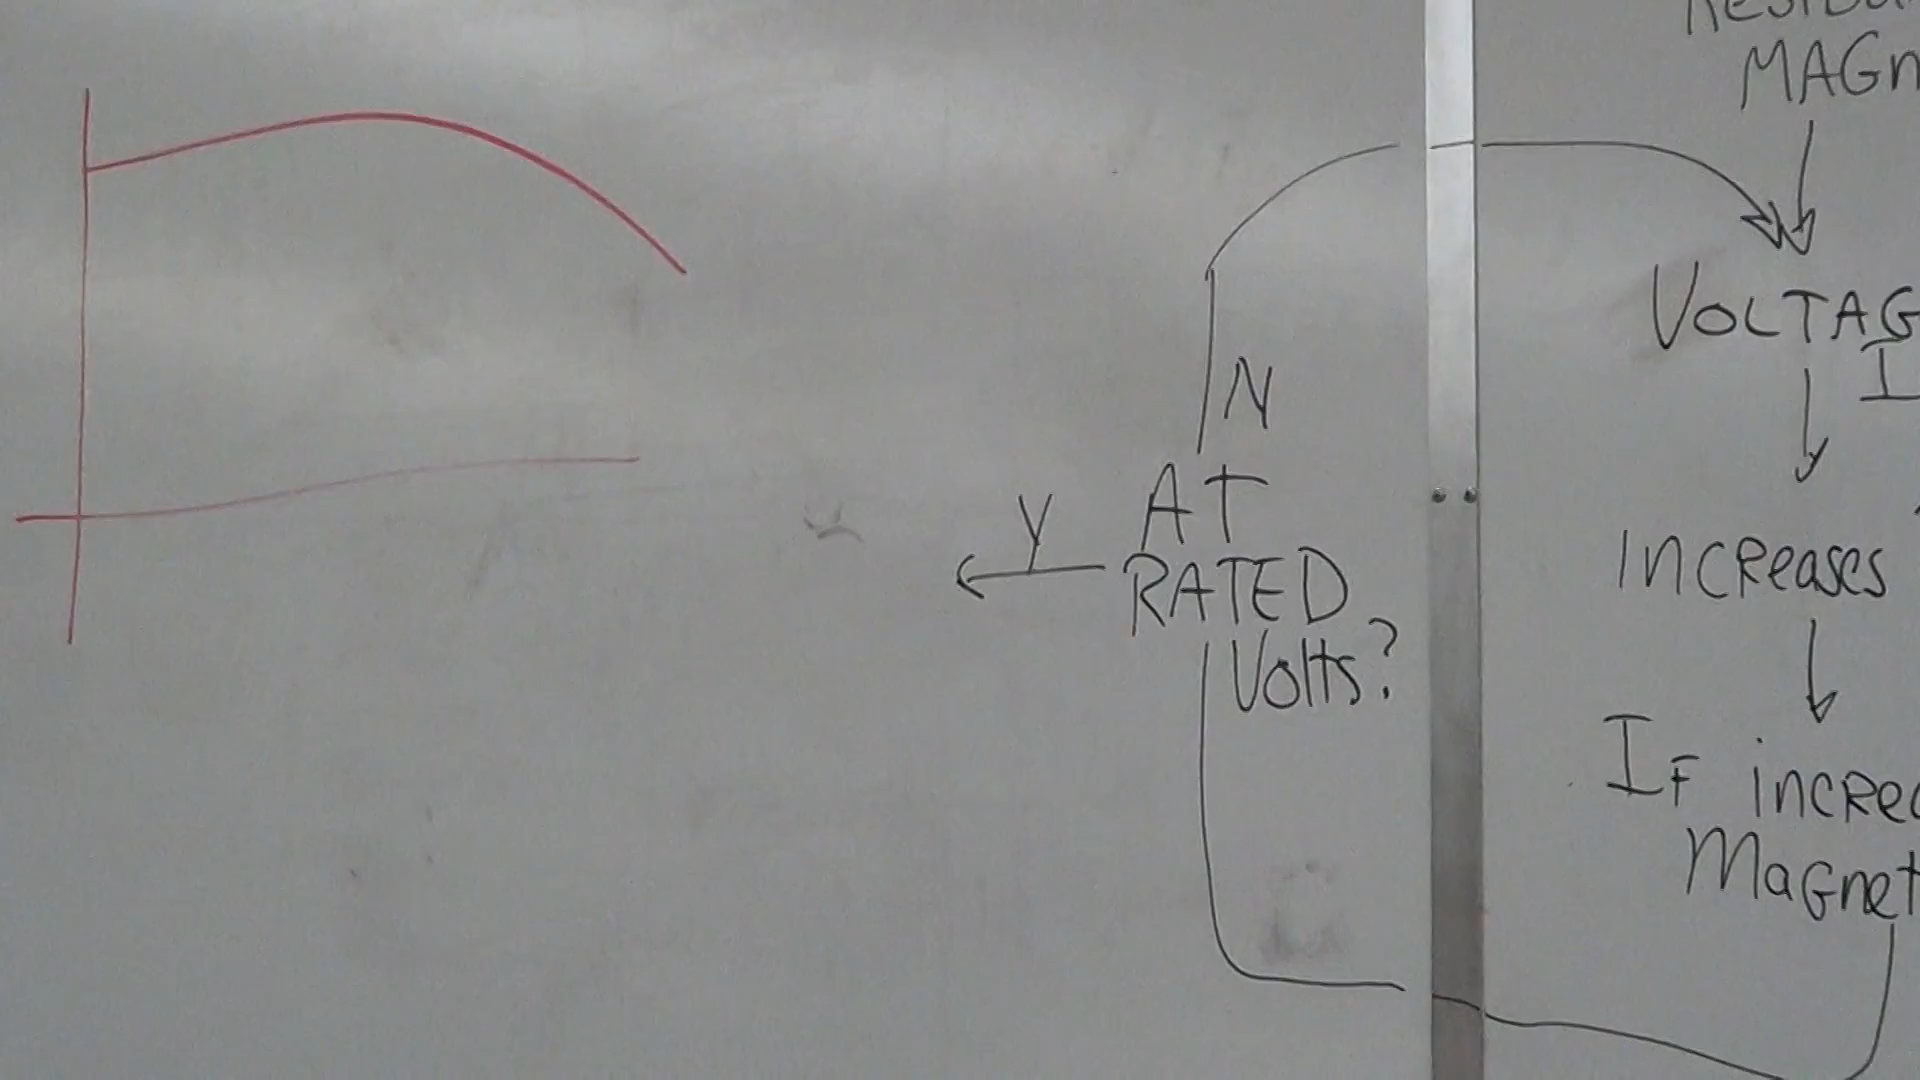 MAGN
VOLTAG
I
INCREASES
IF INCREA
MAGNET
N
AT
Y
RATED
Volts?